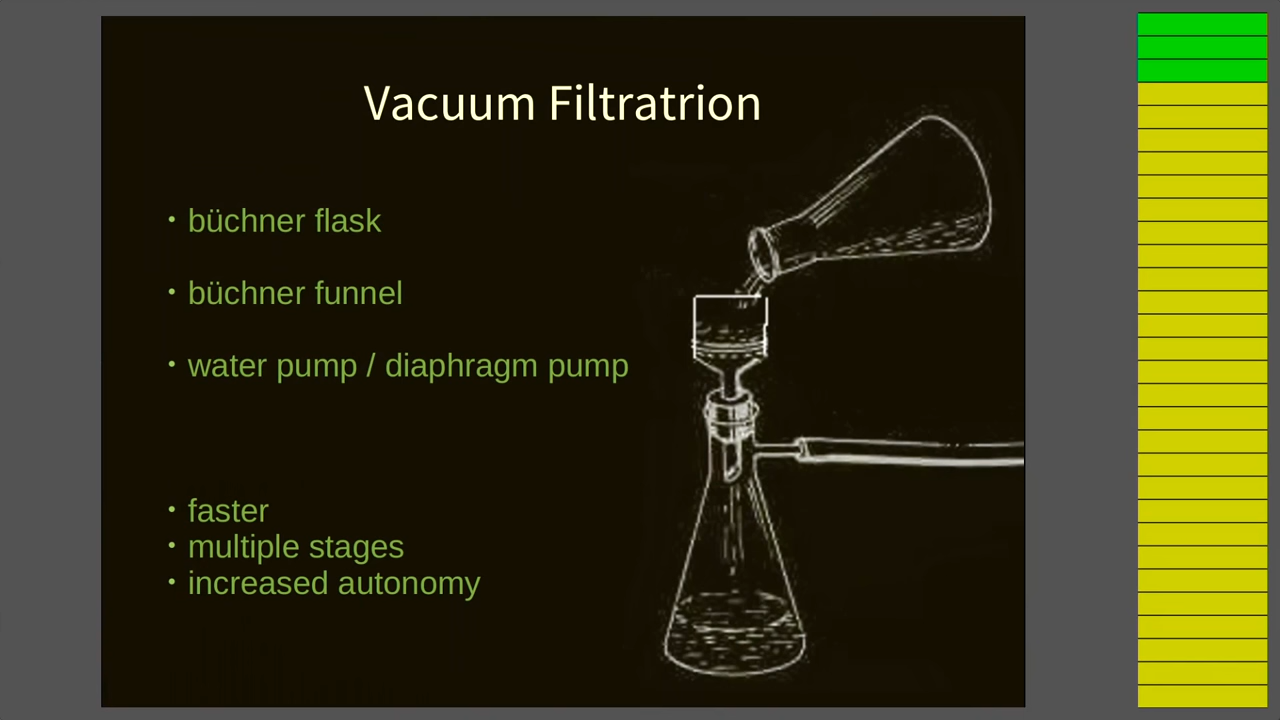 Vacuum Filtratrion
• büchner flask
• büchner funnel
• water pump / diaphragm pump
• faster
• multiple stages
• increased autonomy